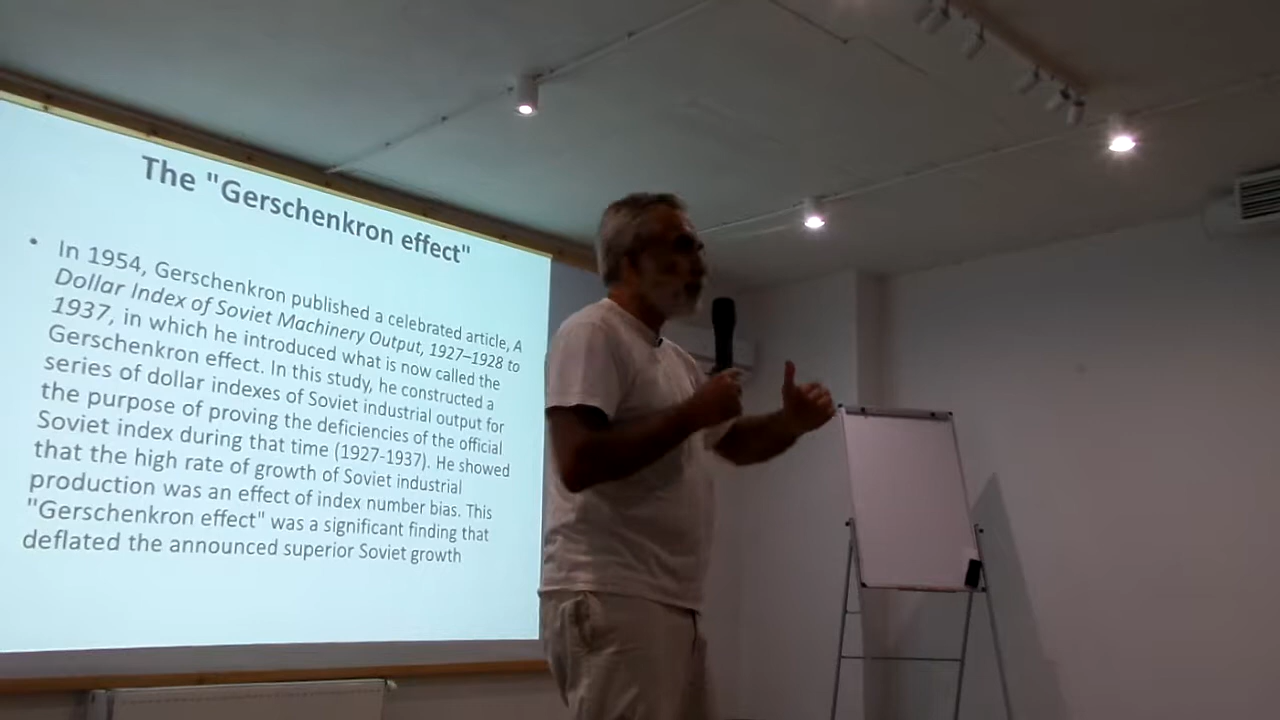 The "Gerschenkron effect"
• In 1954, Gerschenkron published a celebrated article, A
Dollar Index of Soviet Machinery Output, 1927–1928 to
1937, in which he introduced what is now called the
Gerschenkron effect. In this study, he constructed a
series of dollar indexes of Soviet industrial output for
the purpose of proving the deficiencies of the official
Soviet index during that time (1927-1937). He showed
that the high rate of growth of Soviet industrial
production was an effect of index number bias. This
"Gerschenkron effect" was a significant finding that
deflated the announced superior Soviet growth